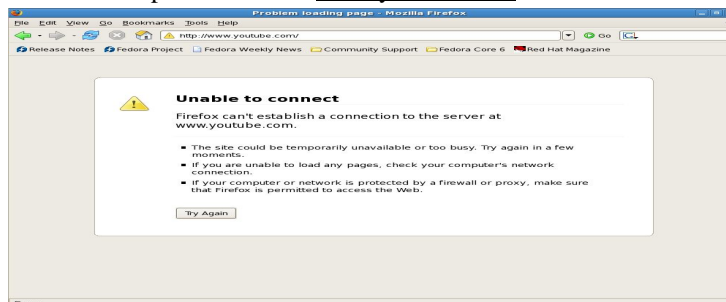 Problem loading page - Mozilla Firefox
File Edit View Go Bookmarks Tools Help
http://www.youtube.com/ Go
Release Notes Fedora Project Fedora Weekly News Community Support Fedora Core 6 Red Hat Magazine
Unable to connect
Firefox can't establish a connection to the server at
www.youtube.com.
The site could be temporarily unavailable or too busy. Try again in a few
moments.
If you are unable to load any pages, check your computer's network
connection.
If your computer or network is protected by a firewall or proxy, make sure
that Firefox is permitted to access the Web.
Try Again